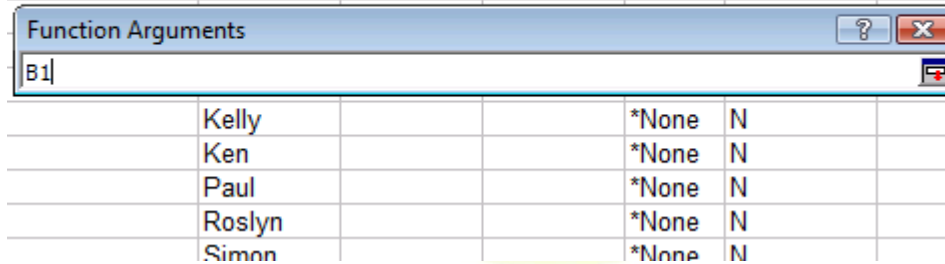 Function Arguments ?
B1
Kelly *None N
Ken *None N
Paul *None N
Roslyn *None N
Simon *None N